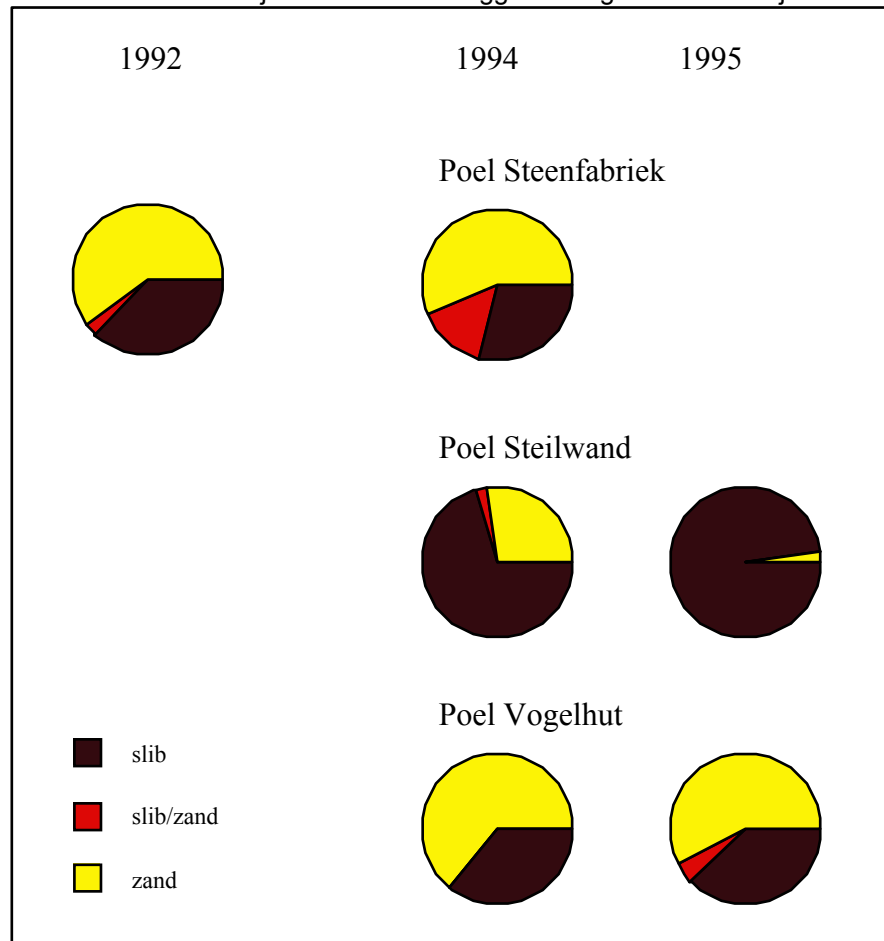 1992 1994 1995
Poel Steenfabriek
Poel Steilwand
Poel Vogelhut
slib
slib/zand
zand